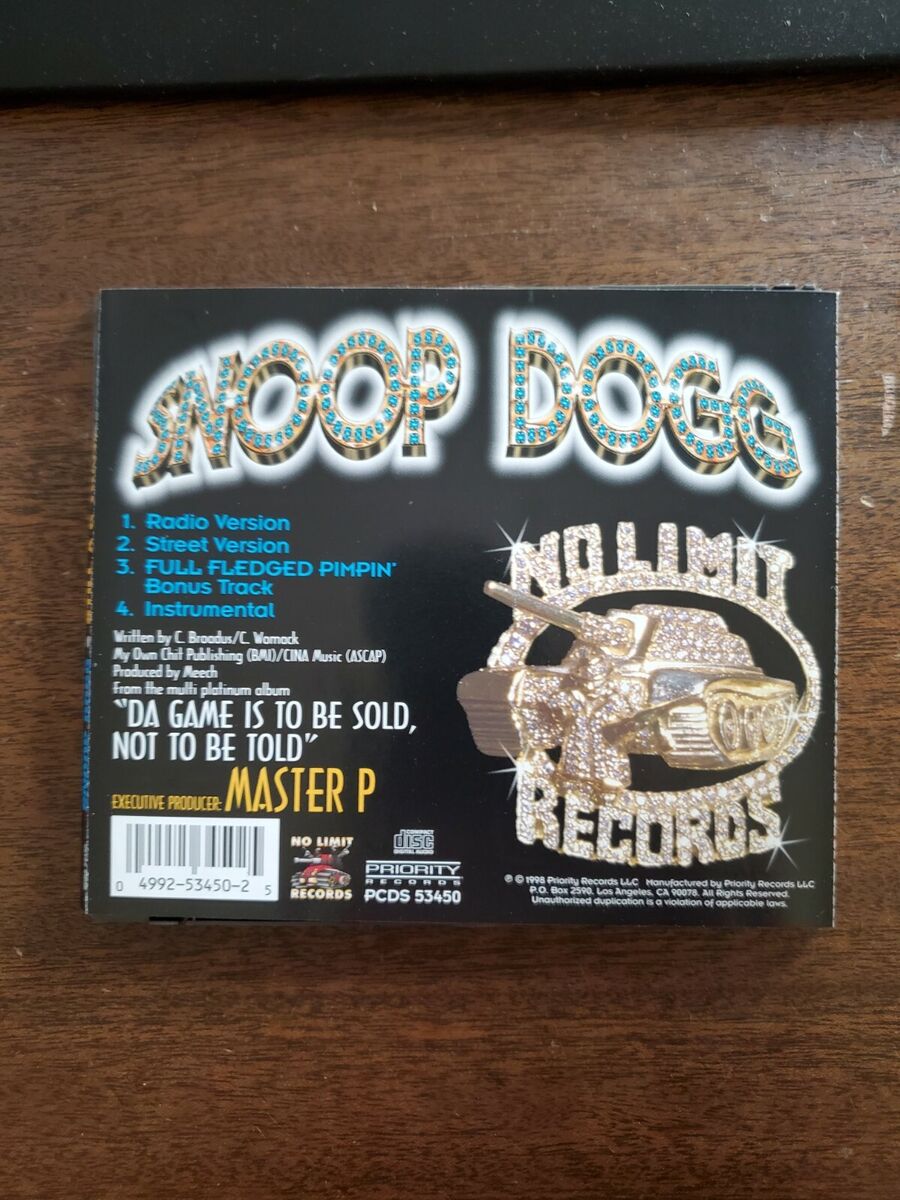 SNOOP DOGG
1. Radio Version
2. Street Version
3. FULL FLEDGED PIMPIN'
Bonus Track
4. Instrumental
Written by C. Broadus/C. Womack
My Own Chit Publishing (BMI)/CINA Music (ASCAP)
Produced by Meech
From the multi platinum album
"DA GAME IS TO BE SOLD,
NOT TO BE TOLD"
EXECUTIVE PRODUCER: MASTER P
NO LIMIT
RECORDS
0 4992-53450-2 5
NO LIMIT
RECORDS
COMPACT
disc
DIGITAL AUDIO
PRIORITY
RECORDS
PCDS 53450
℗ © 1998 Priority Records LLC Manufactured by Priority Records LLC
P.O. Box 2590, Los Angeles, CA 90078. All Rights Reserved.
Unauthorized duplication is a violation of applicable laws.